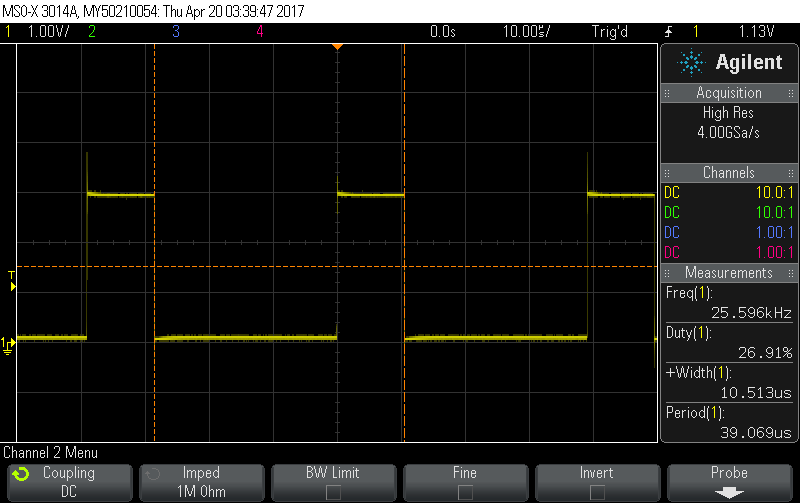 MSO-X 3014A, MY50210054: Thu Apr 20 03:39:47 2017
1 1.00V/ 2 3 4 0.0s 10.00us/ Trig'd 1 1.13V
Agilent
Acquisition
High Res
4.00GSa/s
Channels
DC 10.0:1
DC 10.0:1
DC 1.00:1
DC 1.00:1
Measurements
Freq(1):
25.596kHz
Duty(1):
26.91%
+Width(1):
10.513us
Period(1):
39.069us
T
1
Channel 2 Menu
Coupling
DC
Imped
1M Ohm
BW Limit
Fine
Invert
Probe